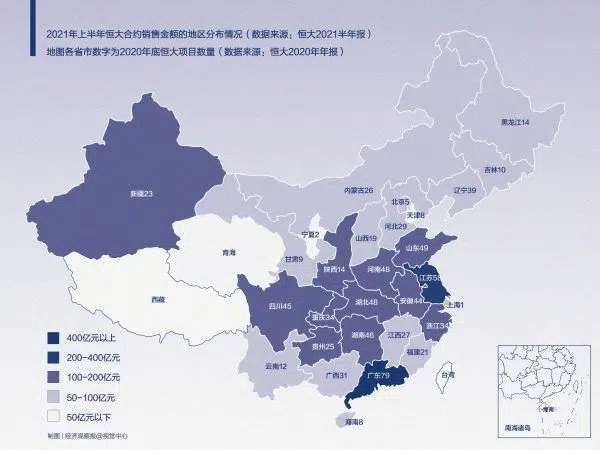 2021年上半年恒大合约销售金额的地区分布情况（数据来源：恒大2021半年报）
地图各省市数字为2020年底恒大项目数量（数据来源：恒大2020年年报）
黑龙江14
吉林10
辽宁39
内蒙古26
北京5
天津8
河北29
新疆23
宁夏2
山西19
山东49
青海
甘肃9
陕西14
河南48
江苏58
西藏
四川45
重庆34
湖北48
安徽44
上海1
浙江34
贵州25
湖南46
江西27
福建21
云南12
广西31
广东79
台湾
海南8
400亿元以上
200-400亿元
100-200亿元
50-100亿元
50亿元以下
海南
南海诸岛
制图｜经济观察报@视觉中心